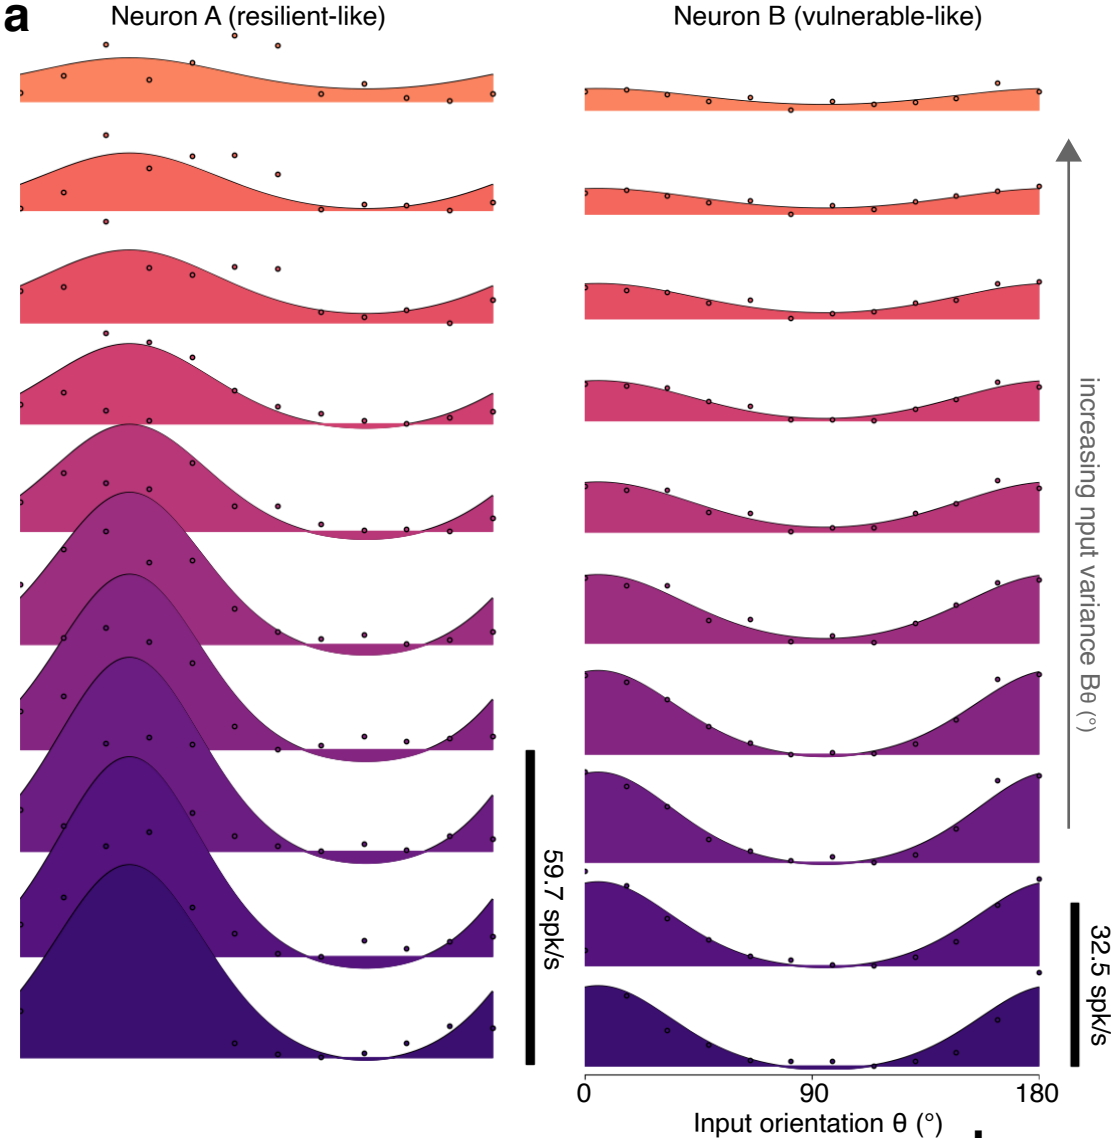 a
Neuron A (resilient-like)
Neuron B (vulnerable-like)
increasing nput variance Bθ (°)
59.7 spk/s
32.5 spk/s
0
90
180
Input orientation θ (°)